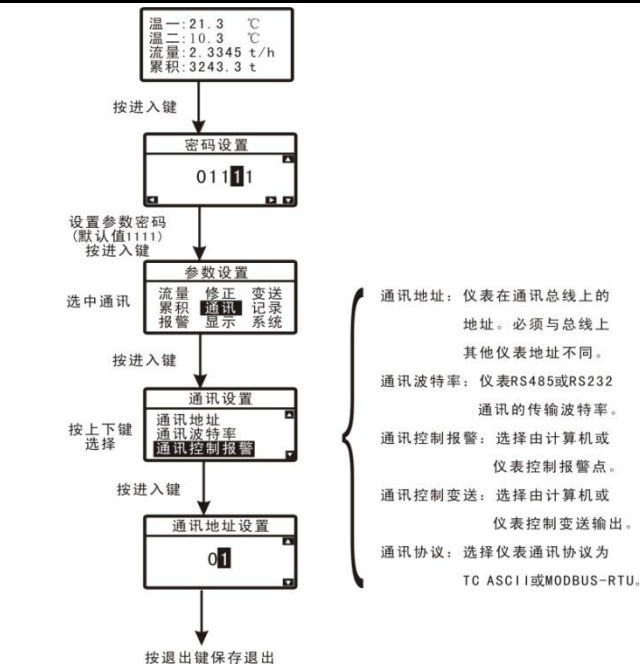 温一:21.3 ℃
温二:10.3 ℃
流量:2.3345 t/h
累积:3243.3 t
按进入键
密码设置
01111
设置参数密码
(默认值1111)
按进入键
参数设置
选中通讯
流量 修正 变送
累积 通讯 记录
报警 显示 系统
按进入键
通讯设置
按上下键
选择
通讯地址
通讯波特率
通讯控制报警
按进入键
通讯地址设置
01
按退出键保存退出
通讯地址：仪表在通讯总线上的
地址。必须与总线上
其他仪表地址不同。
通讯波特率：仪表RS485或RS232
通讯的传输波特率。
通讯控制报警：选择由计算机或
仪表控制报警点。
通讯控制变送：选择由计算机或
仪表控制变送输出。
通讯协议：选择仪表通讯协议为
TC ASCII或MODBUS-RTU。